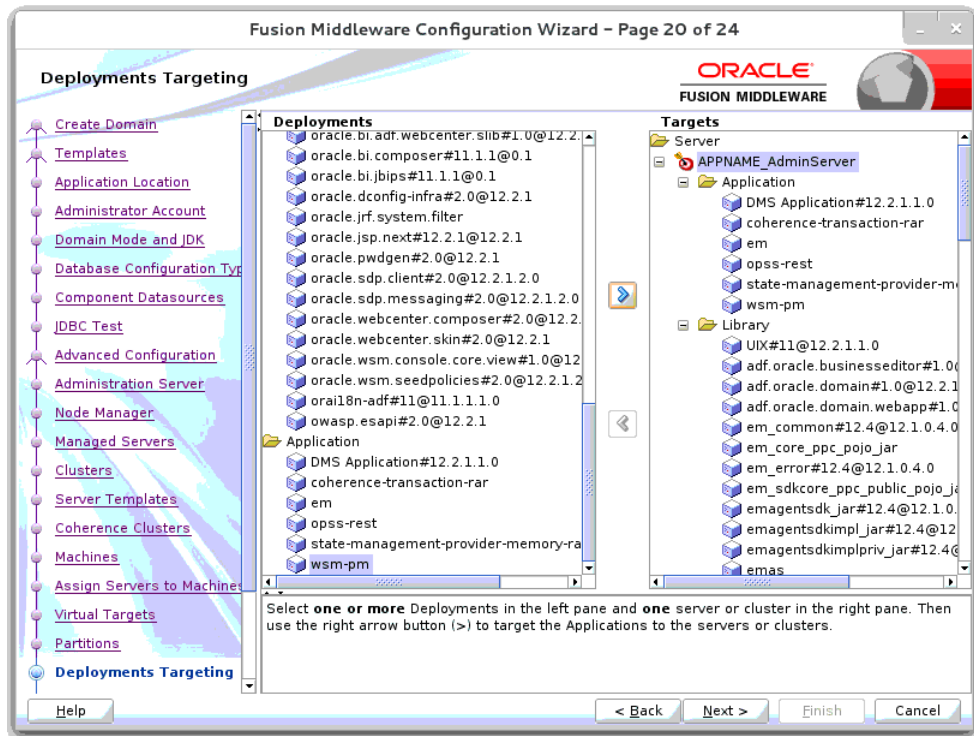 Fusion Middleware Configuration Wizard – Page 20 of 24
Deployments Targeting
ORACLE
FUSION MIDDLEWARE
Create Domain
Templates
Application Location
Administrator Account
Domain Mode and JDK
Database Configuration Typ
Component Datasources
JDBC Test
Advanced Configuration
Administration Server
Node Manager
Managed Servers
Clusters
Server Templates
Coherence Clusters
Machines
Assign Servers to Machines
Virtual Targets
Partitions
Deployments Targeting
Deployments
oracle.bi.adf.webcenter.slib#1.0@12.2.
oracle.bi.composer#11.1.1@0.1
oracle.bi.jbips#11.1.1@0.1
oracle.dconfig-infra#2.0@12.2.1
oracle.jrf.system.filter
oracle.jsp.next#12.2.1@12.2.1
oracle.pwdgen#2.0@12.2.1
oracle.sdp.client#2.0@12.2.1.2.0
oracle.sdp.messaging#2.0@12.2.1.2.0
oracle.webcenter.composer#2.0@12.2.
oracle.webcenter.skin#2.0@12.2.1
oracle.wsm.console.core.view#1.0@12
oracle.wsm.seedpolicies#2.0@12.2.1.2
orai18n-adf#11@11.1.1.1.0
owasp.esapi#2.0@12.2.1
Application
DMS Application#12.2.1.1.0
coherence-transaction-rar
em
opss-rest
state-management-provider-memory-ra
wsm-pm
Targets
Server
APPNAME_AdminServer
Application
DMS Application#12.2.1.1.0
coherence-transaction-rar
em
opss-rest
state-management-provider-me
wsm-pm
Library
UIX#11@12.2.1.1.0
adf.oracle.businesseditor#1.0@
adf.oracle.domain#1.0@12.2.1
adf.oracle.domain.webapp#1.0
em_common#12.4@12.1.0.4.0
em_core_ppc_pojo_jar
em_error#12.4@12.1.0.4.0
em_sdkcore_ppc_public_pojo_ja
emagentsdk_jar#12.4@12.1.0.
emagentsdkimpl_jar#12.4@12
emagentsdkimplpriv_jar#12.4@
emas
Select one or more Deployments in the left pane and one server or cluster in the right pane. Then
use the right arrow button (>) to target the Applications to the servers or clusters.
Help
< Back
Next >
Finish
Cancel